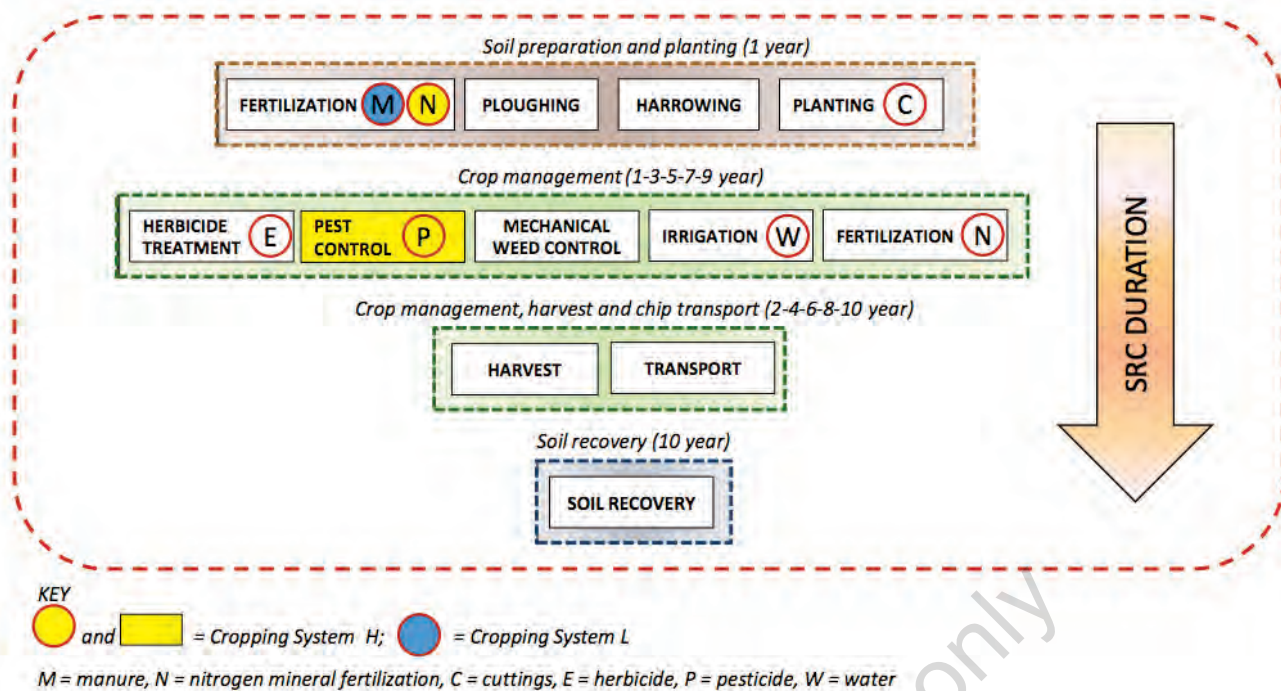 Soil preparation and planting (1 year)
FERTILIZATION M N PLOUGHING HARROWING PLANTING C
Crop management (1-3-5-7-9 year)
HERBICIDE TREATMENT E PEST CONTROL P MECHANICAL WEED CONTROL IRRIGATION W FERTILIZATION N
Crop management, harvest and chip transport (2-4-6-8-10 year)
HARVEST TRANSPORT
Soil recovery (10 year)
SOIL RECOVERY
SRC DURATION
KEY
and = Cropping System H; = Cropping System L
M = manure, N = nitrogen mineral fertilization, C = cuttings, E = herbicide, P = pesticide, W = water
only